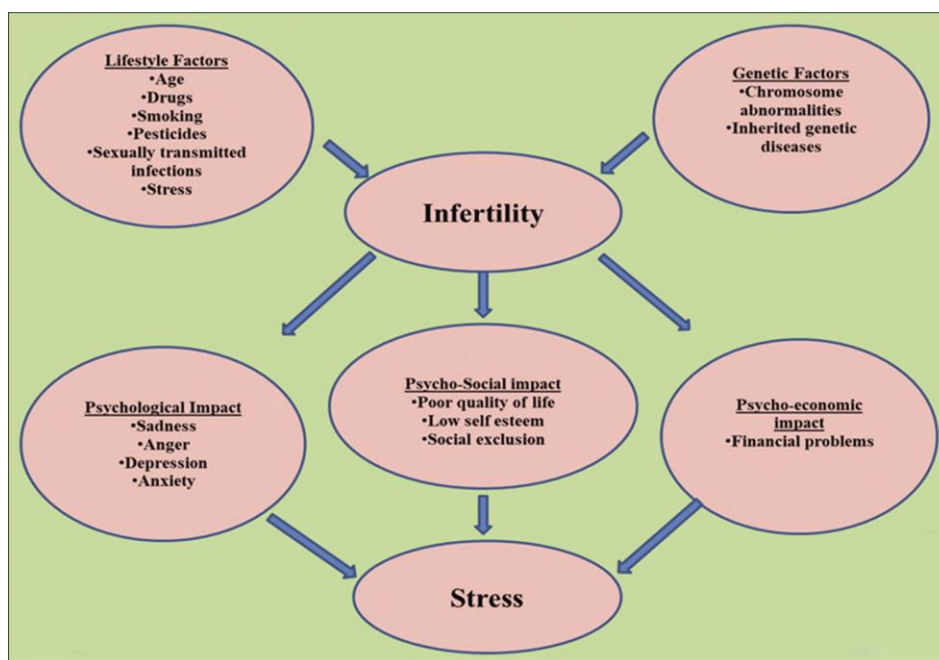 Lifestyle Factors
•Age
•Drugs
•Smoking
•Pesticides
•Sexually transmitted
infections
•Stress
Genetic Factors
•Chromosome
abnormalities
•Inherited genetic
diseases
Infertility
Psychological Impact
•Sadness
•Anger
•Depression
•Anxiety
Psycho-Social impact
•Poor quality of life
•Low self esteem
•Social exclusion
Psycho-economic
impact
•Financial problems
Stress